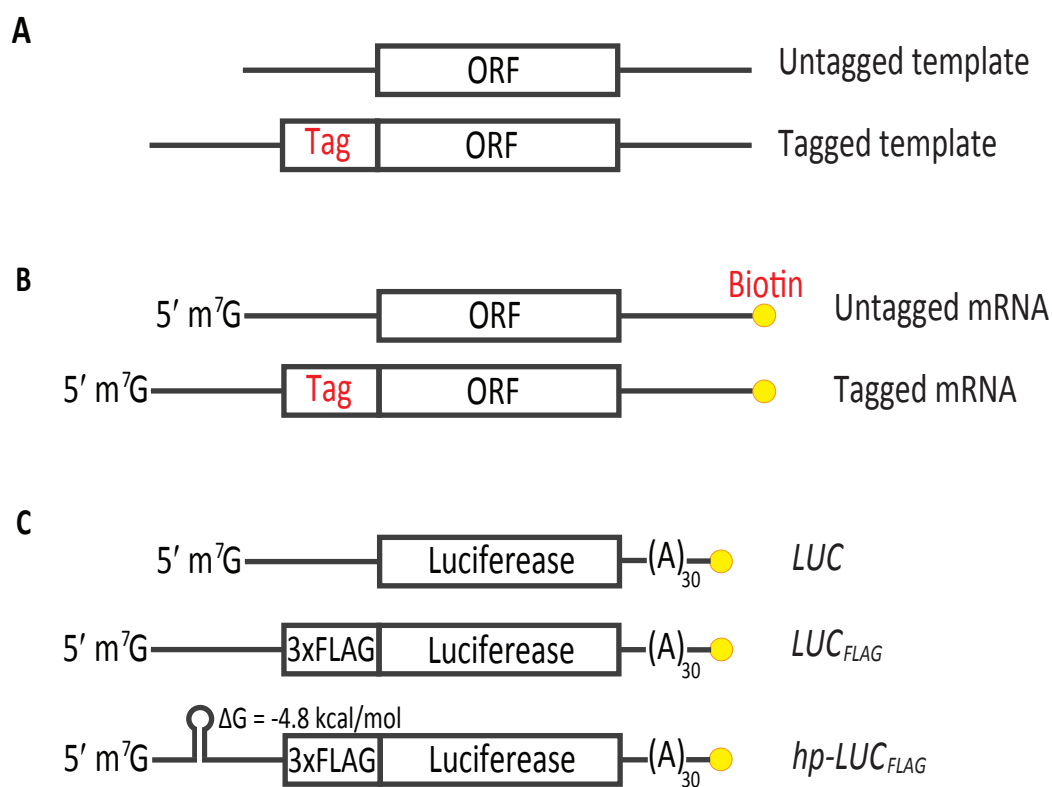 A
ORF Untagged template
Tag ORF Tagged template
B
Biotin
5′ m⁷G ORF Untagged mRNA
5′ m⁷G Tag ORF Tagged mRNA
C
5′ m⁷G Luciferease (A)₃₀ LUC
5′ m⁷G 3xFLAG Luciferease (A)₃₀ LUC_FLAG
ΔG = -4.8 kcal/mol
5′ m⁷G 3xFLAG Luciferease (A)₃₀ hp-LUC_FLAG